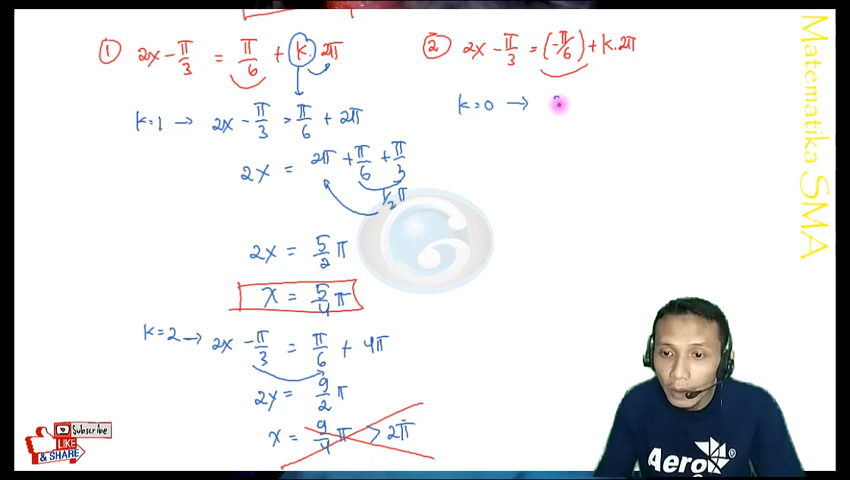 ① 2x - π/3 = π/6 + k. 2π
k=1 → 2x - π/3 = π/6 + 2π
2x = 2π + π/6 + π/3
1/2 π
2x = 5/2 π
x = 5/4 π
k=2 → 2x - π/3 = π/6 + 4π
2x = 9/2 π
x = 9/4 π > 2π
② 2x - π/3 = (-π/6) + k. 2π
k=0 →
Matematika SMA
Subscribe
LIKE
& SHARE
Aero